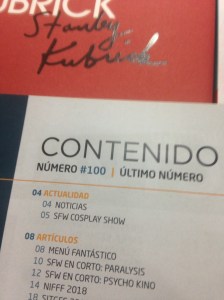 UBRICK
Stanley
Kubrick
CONTENIDO
NÚMERO #100 | ÚLTIMO NÚMERO
04 ACTUALIDAD
04 NOTICIAS
05 SFW COSPLAY SHOW
08 ARTÍCULOS
08 MENÚ FANTÁSTICO
10 SFW EN CORTO: PARALYSIS
12 SFW EN CORTO: PSYCHO KINO
14 NIFFF 2018